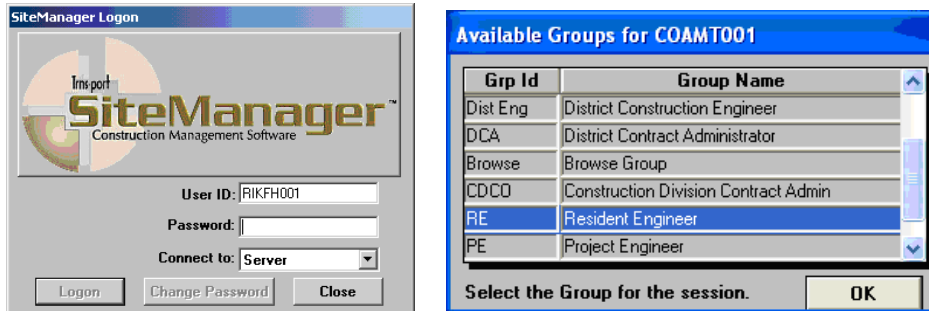 SiteManager Logon
Trns·port
SiteManager™
Construction Management Software
User ID: RIKFH001
Password:
Connect to: Server
Logon Change Password Close
Available Groups for COAMT001
Grp Id Group Name
Dist Eng District Construction Engineer
DCA District Contract Administrator
Browse Browse Group
CDCO Construction Division Contract Admin
RE Resident Engineer
PE Project Engineer
Select the Group for the session. OK